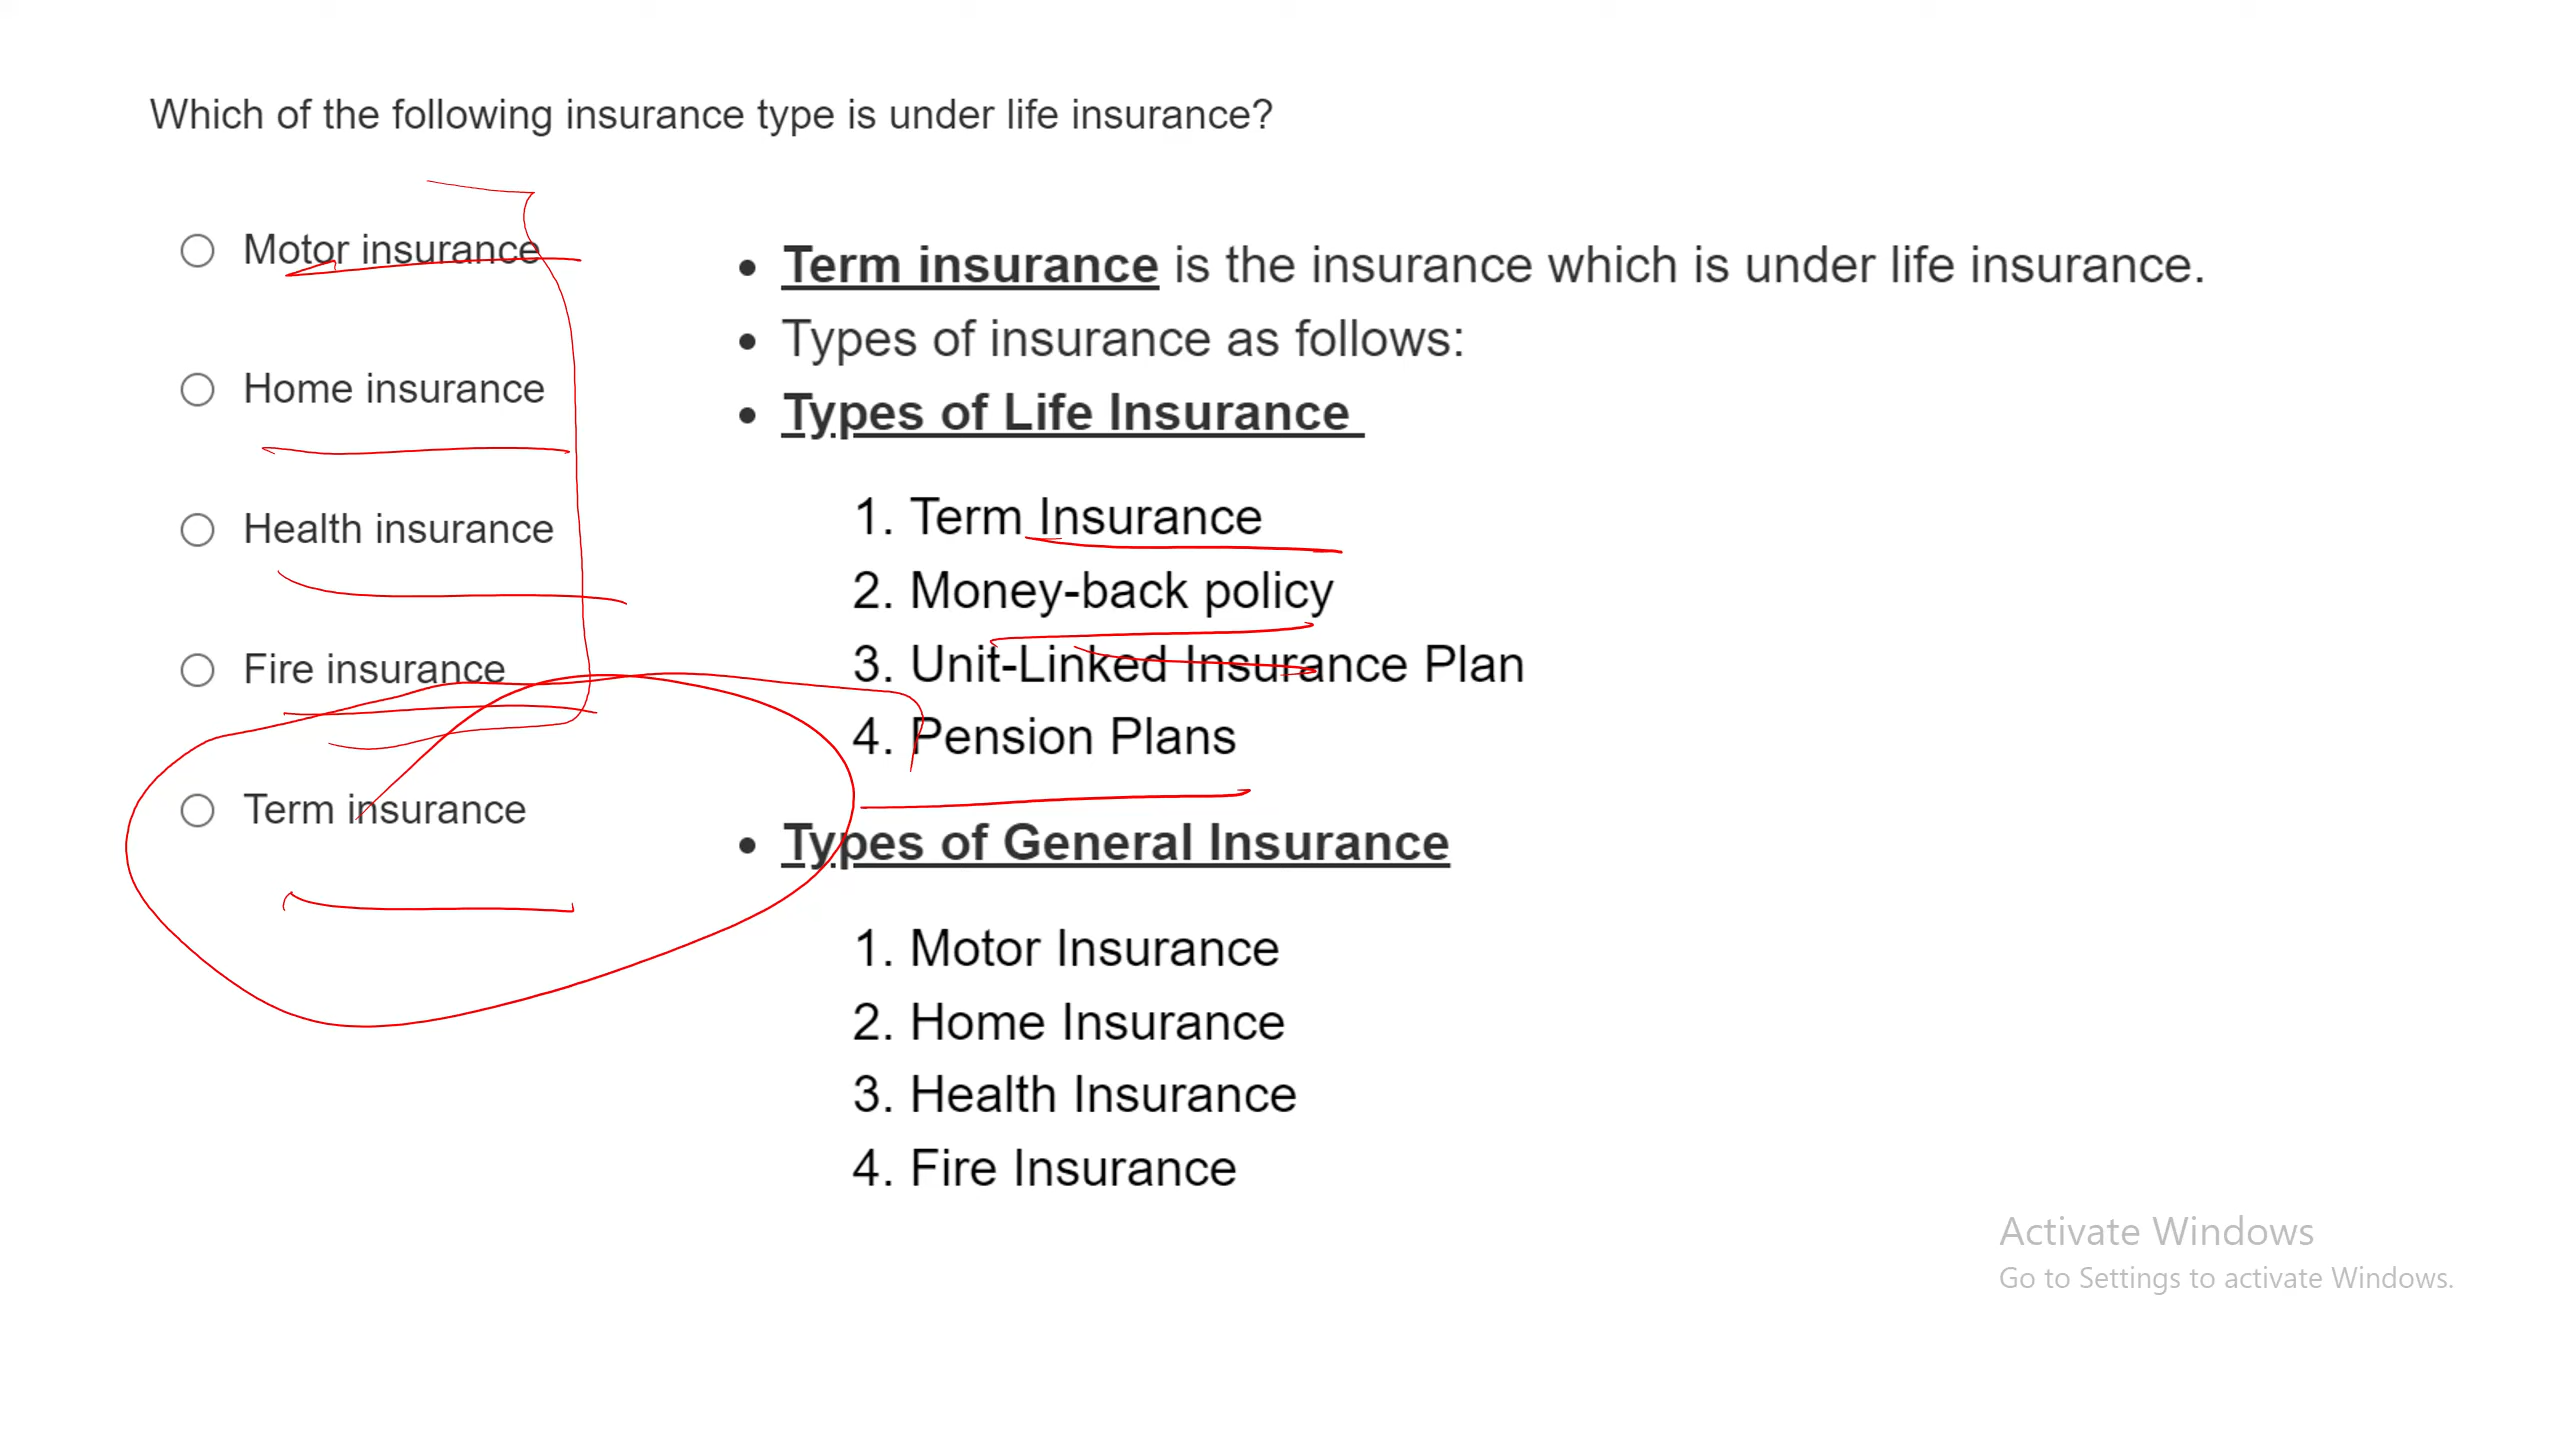 Which of the following insurance type is under life insurance?
Motor insurance
Home insurance
Health insurance
Fire insurance
Term insurance
Term insurance is the insurance which is under life insurance.
Types of insurance as follows:
Types of Life Insurance
1. Term Insurance
2. Money-back policy
3. Unit-Linked Insurance Plan
4. Pension Plans
Types of General Insurance
1. Motor Insurance
2. Home Insurance
3. Health Insurance
4. Fire Insurance
Activate Windows
Go to Settings to activate Windows.